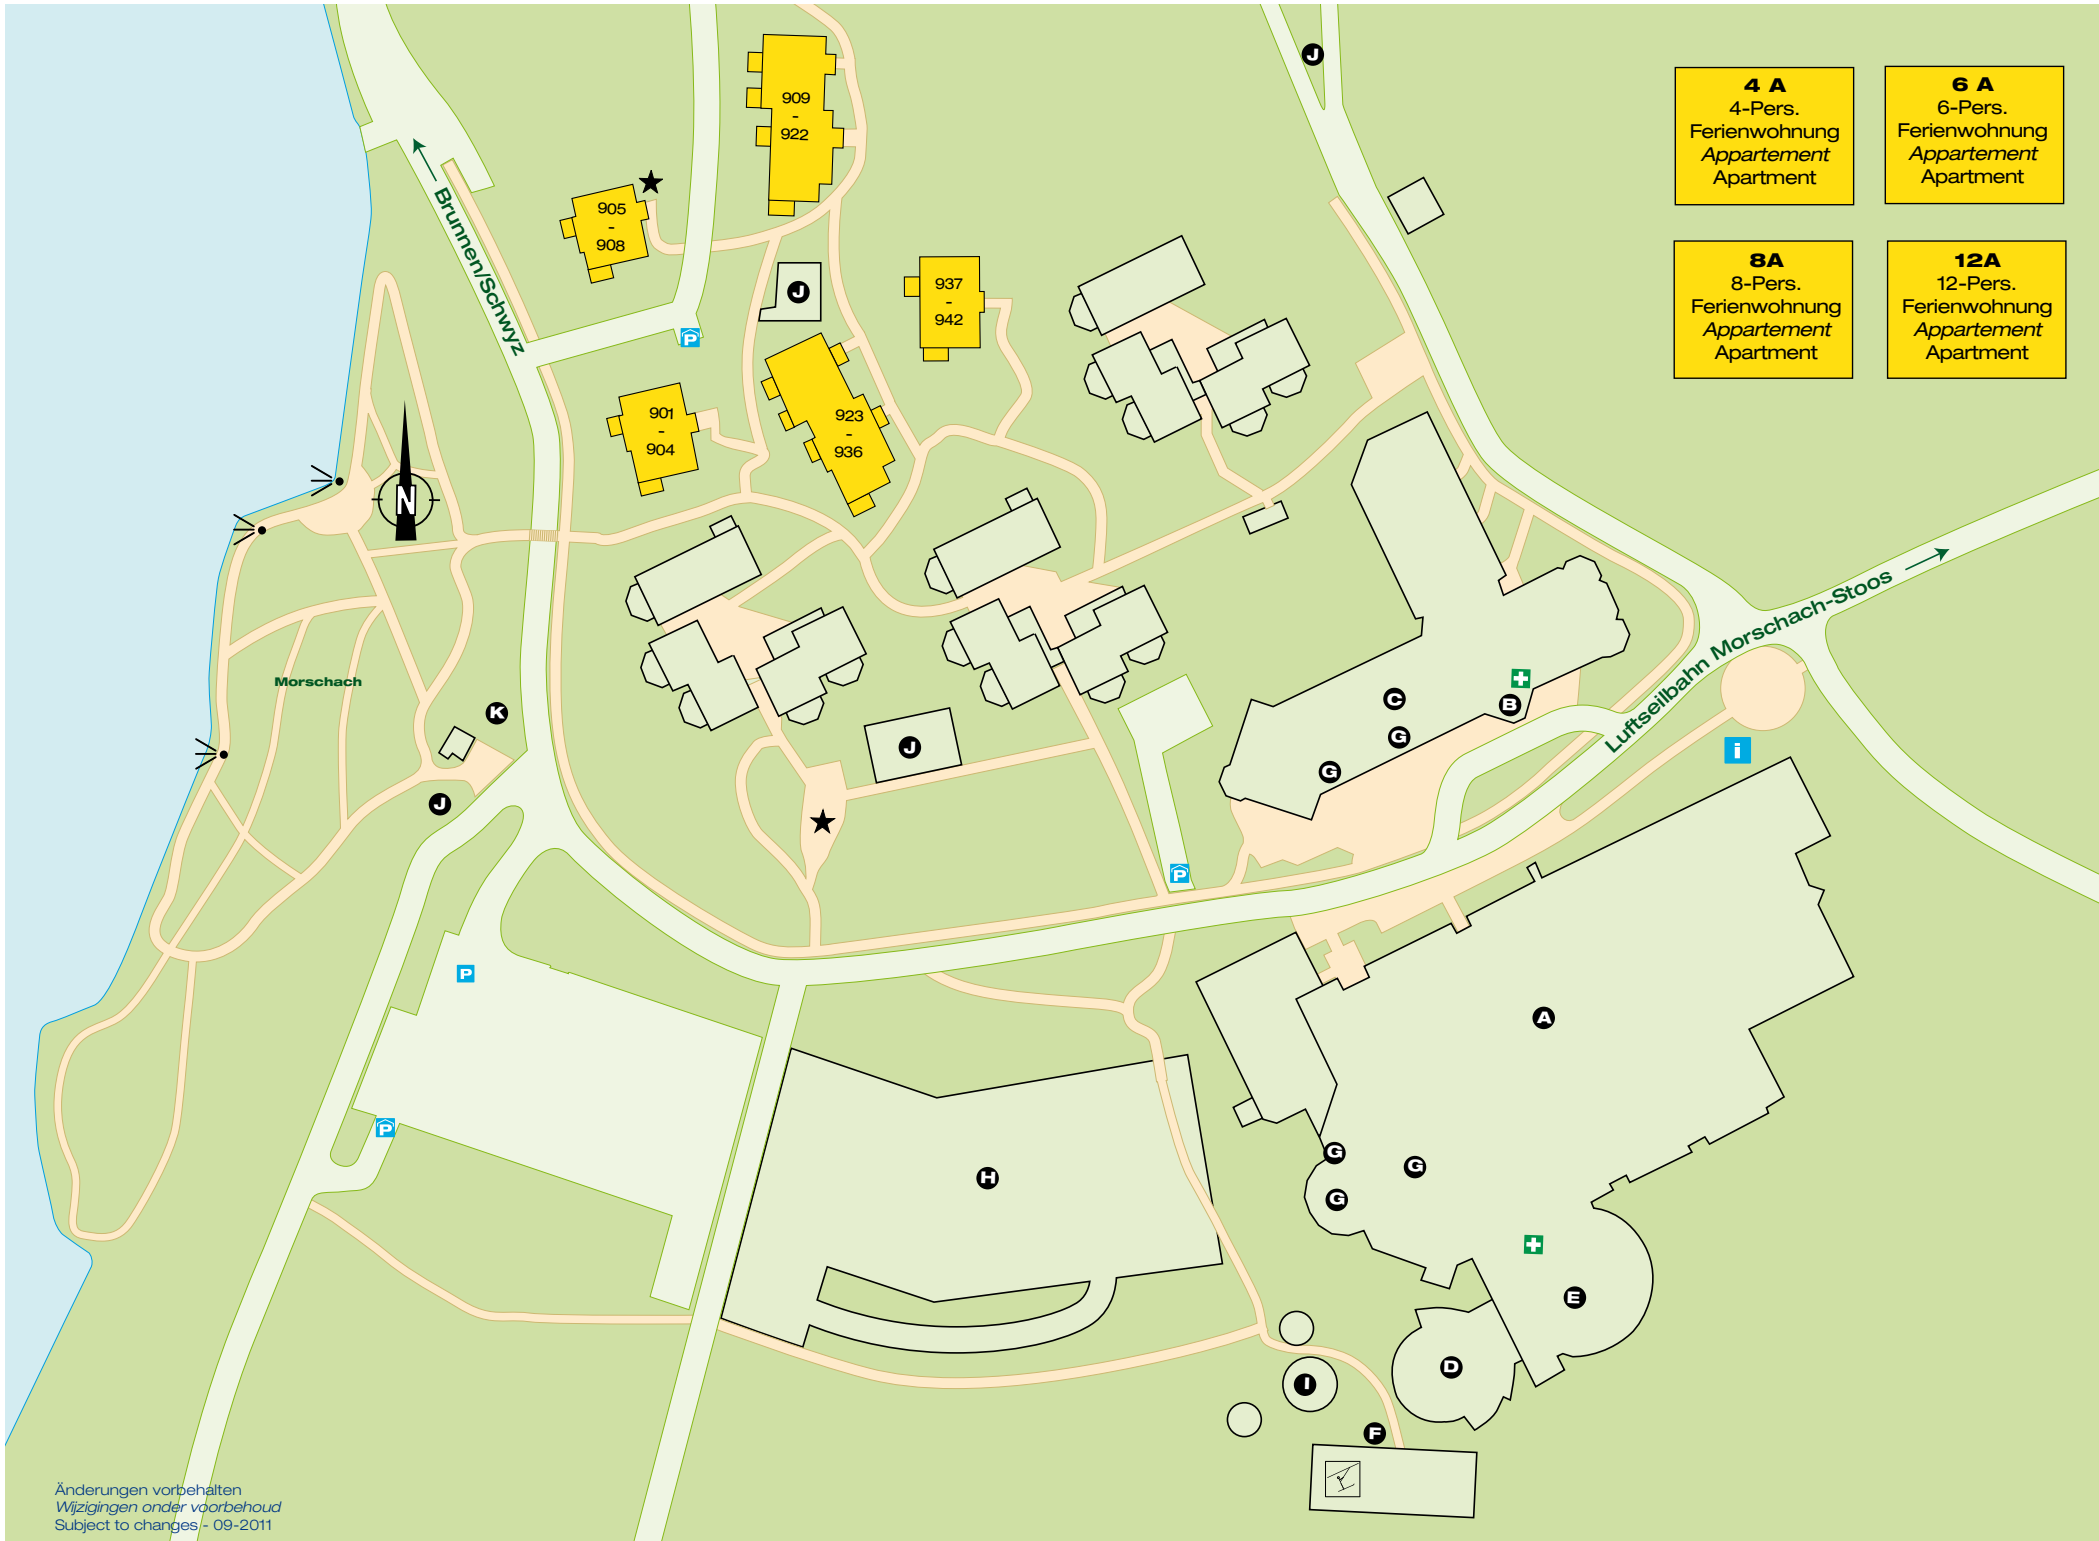 J
4 A
4-Pers.
Ferienwohnung
Appartement
Apartment
6 A
6-Pers.
Ferienwohnung
Appartement
Apartment
8A
8-Pers.
Ferienwohnung
Appartement
Apartment
12A
12-Pers.
Ferienwohnung
Appartement
Apartment
909
-
922
905
-
908
Brunnen/Schwyz
J
937
-
942
P
901
-
904
923
-
936
N
Luftseilbahn Morschach-Stoos
Morschach
K
C
B
G
J
G
i
J
P
P
A
P
G
G
H
G
E
D
I
F
Änderungen vorbehalten
Wijzigingen onder voorbehoud
Subject to changes - 09-2011